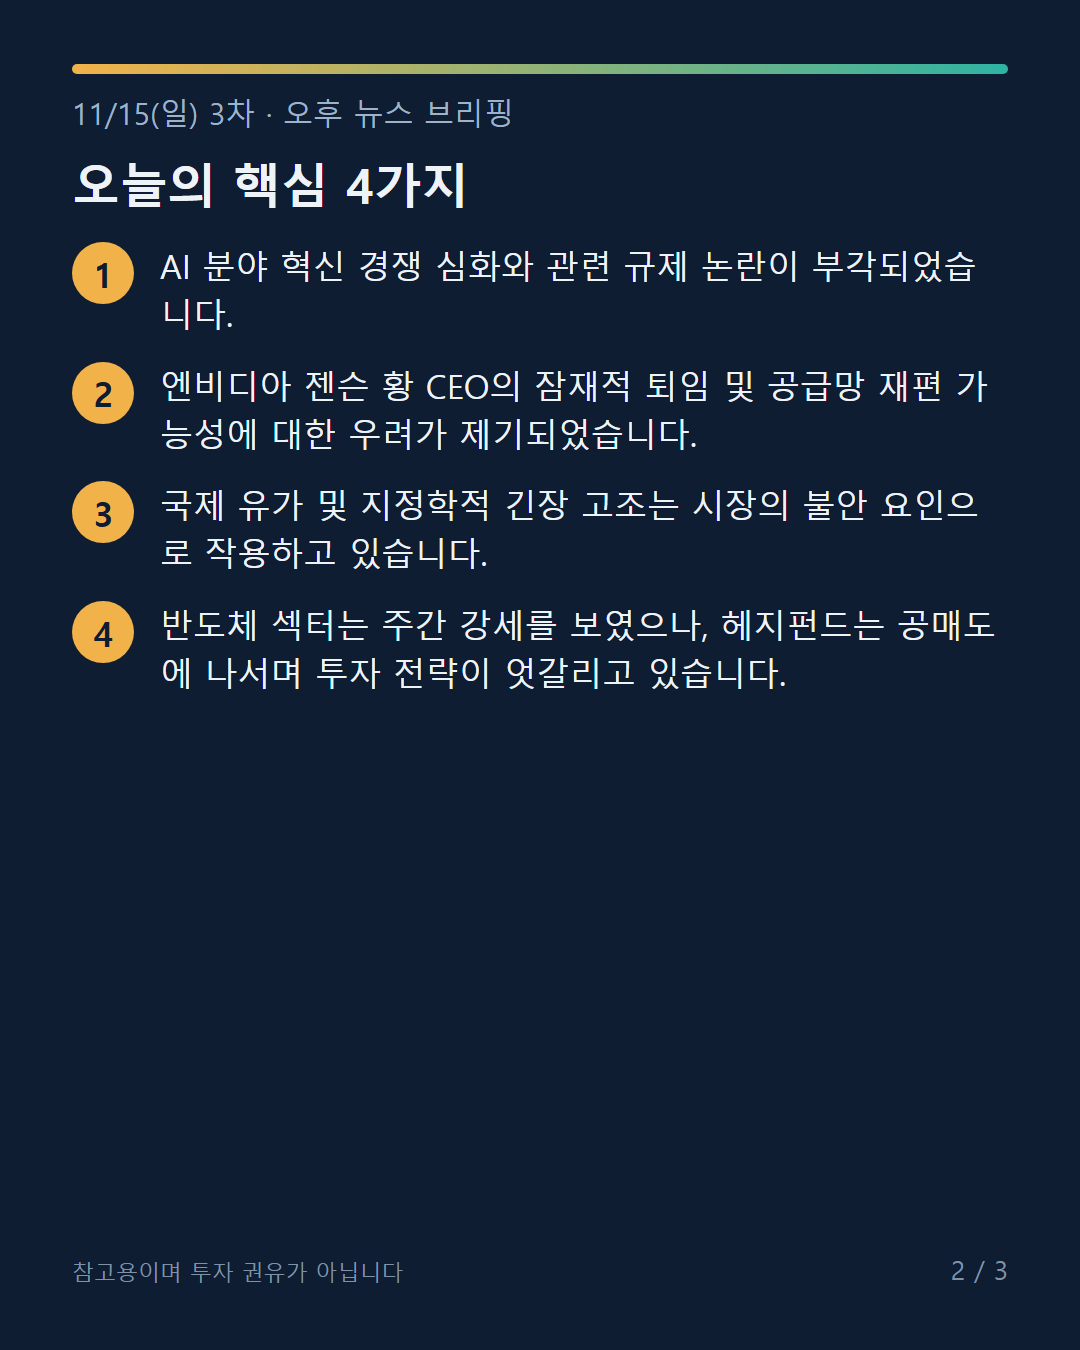 11/15(일) 3차 · 오후 뉴스 브리핑
오늘의 핵심 4가지
1 AI 분야 혁신 경쟁 심화와 관련 규제 논란이 부각되었습
니다.
2 엔비디아 젠슨 황 CEO의 잠재적 퇴임 및 공급망 재편 가
능성에 대한 우려가 제기되었습니다.
3 국제 유가 및 지정학적 긴장 고조는 시장의 불안 요인으
로 작용하고 있습니다.
4 반도체 섹터는 주간 강세를 보였으나, 헤지펀드는 공매도
에 나서며 투자 전략이 엇갈리고 있습니다.
참고용이며 투자 권유가 아닙니다 2 / 3